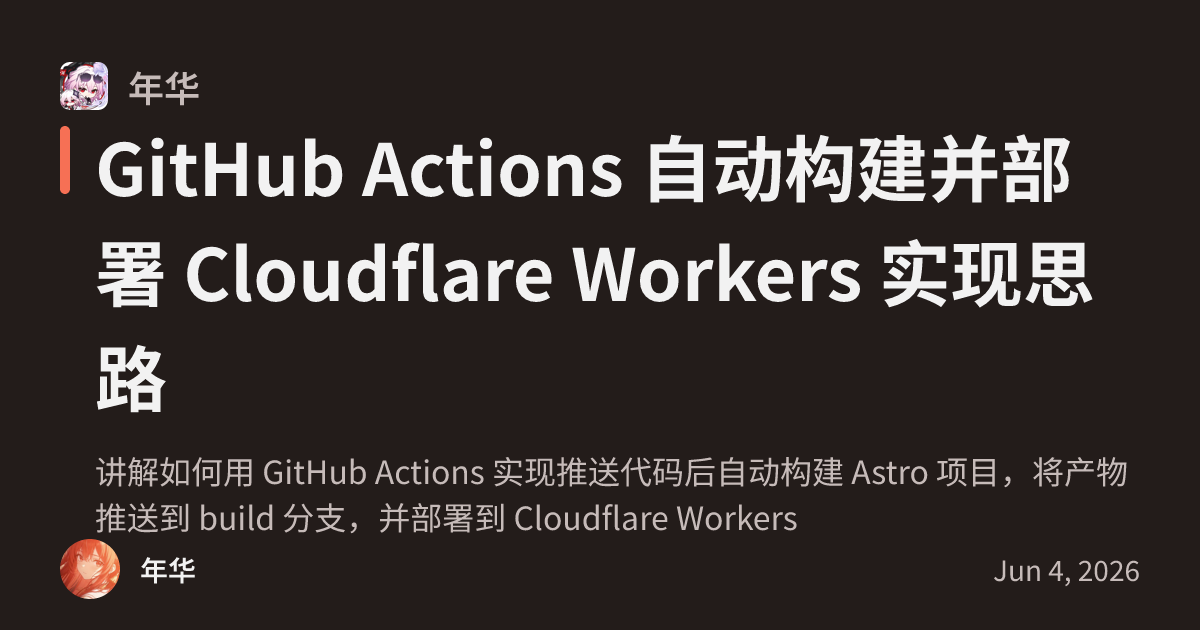 年华
GitHub Actions 自动构建并部
署 Cloudflare Workers 实现思
路
讲解如何用 GitHub Actions 实现推送代码后自动构建 Astro 项目，将产物
推送到 build 分支，并部署到 Cloudflare Workers
年华
Jun 4, 2026